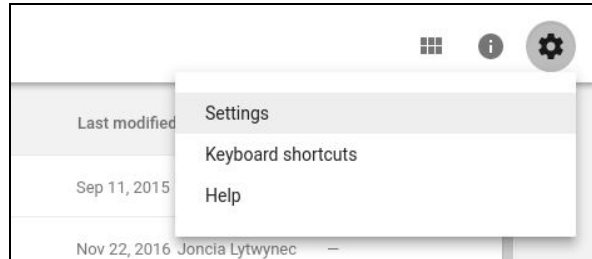 Settings
Last modified
Keyboard shortcuts
Sep 11, 2015
Help
Nov 22, 2016 Joncia Lytwynec —